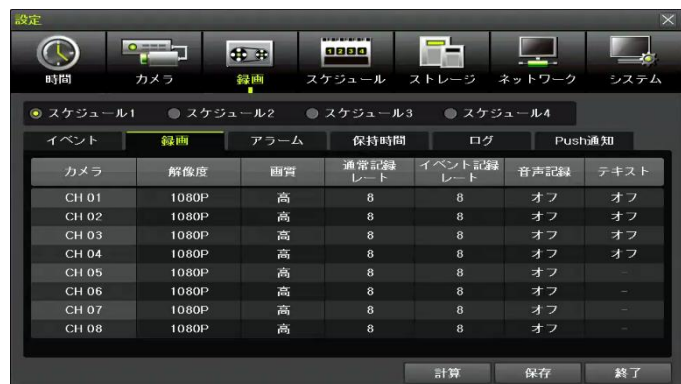 設定
時間 カメラ 録画 スケジュール ストレージ ネットワーク システム
スケジュール1 スケジュール2 スケジュール3 スケジュール4
イベント 録画 アラーム 保持時間 ログ Push通知
カメラ 解像度 画質 通常記録レート イベント記録レート 音声記録 テキスト
CH 01 1080P 高 8 8 オフ オフ
CH 02 1080P 高 8 8 オフ オフ
CH 03 1080P 高 8 8 オフ オフ
CH 04 1080P 高 8 8 オフ オフ
CH 05 1080P 高 8 8 オフ -
CH 06 1080P 高 8 8 オフ -
CH 07 1080P 高 8 8 オフ -
CH 08 1080P 高 8 8 オフ -
計算 保存 終了